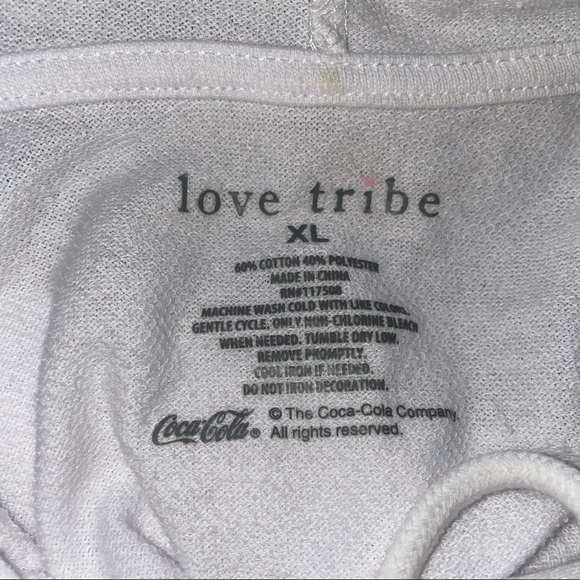 love tribe
XL
60% COTTON 40% POLYESTER
MADE IN CHINA
RN#117500
MACHINE WASH COLD WITH LIKE COLORS.
GENTLE CYCLE. ONLY NON-CHLORINE BLEACH
WHEN NEEDED. TUMBLE DRY LOW.
REMOVE PROMPTLY.
COOL IRON IF NEEDED.
DO NOT IRON DECORATION.
© The Coca-Cola Company.
Coca-Cola® All rights reserved.